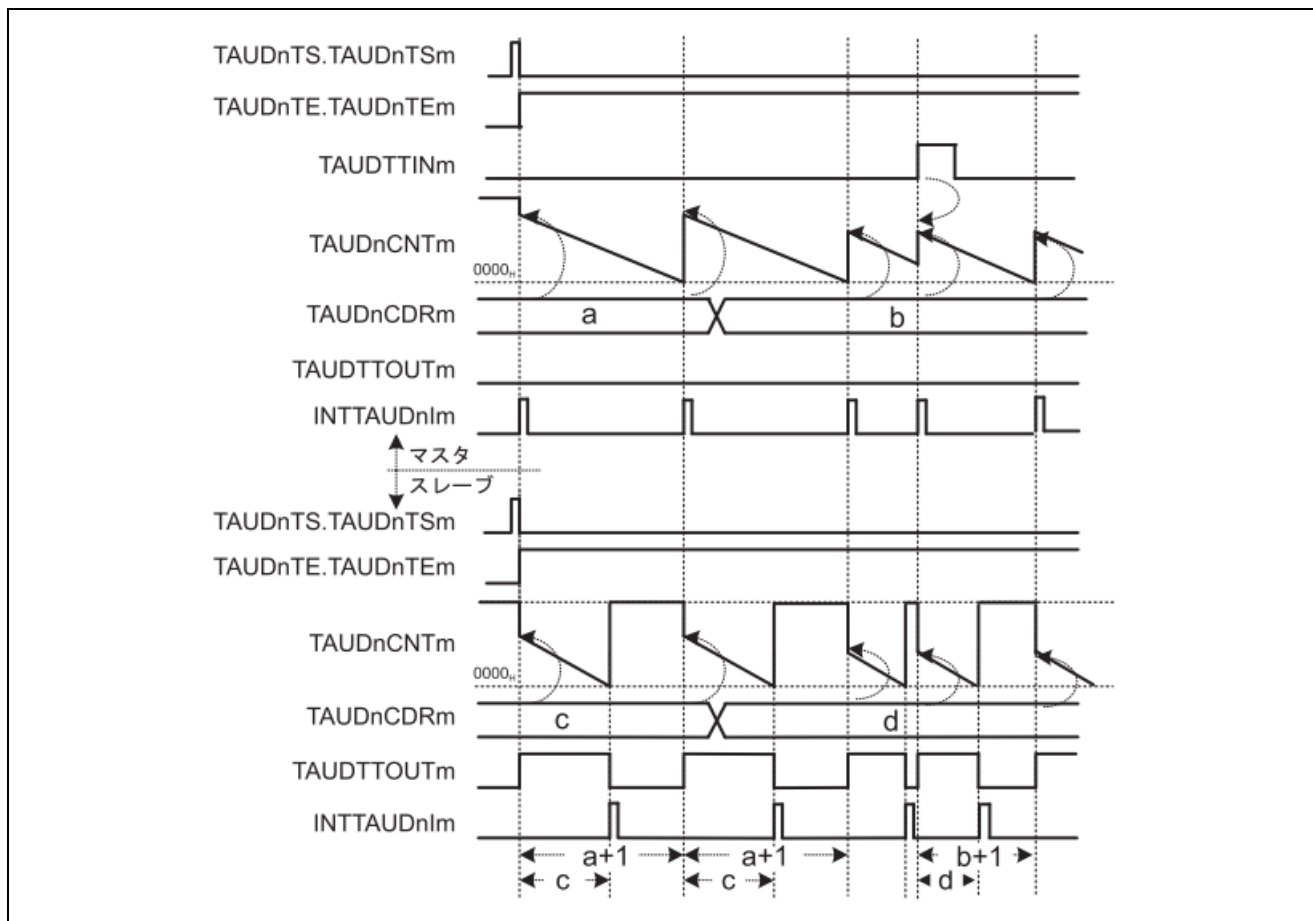 TAUDnTS.TAUDnTSm
TAUDnTE.TAUDnTEm
TAUDTTINm
TAUDnCNTm
0000H
TAUDnCDRm
a
b
TAUDTTOUTm
INTTAUDnIm
マスタ
スレーブ
TAUDnTS.TAUDnTSm
TAUDnTE.TAUDnTEm
TAUDnCNTm
0000H
TAUDnCDRm
c
d
TAUDTTOUTm
INTTAUDnIm
a+1
a+1
b+1
c
c
d